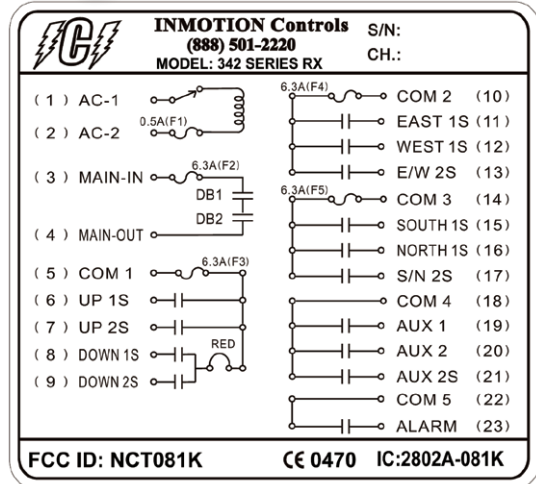 ICI
INMOTION Controls
(888) 501-2220
MODEL: 342 SERIES RX
S/N:
CH.:
( 1 ) AC-1
0.5A(F1)
( 2 ) AC-2
6.3A(F2)
( 3 ) MAIN-IN
DB1
DB2
( 4 ) MAIN-OUT
6.3A(F3)
( 5 ) COM 1
( 6 ) UP 1S
( 7 ) UP 2S
RED
( 8 ) DOWN 1S
( 9 ) DOWN 2S
6.3A(F4)
COM 2 (10)
EAST 1S (11)
WEST 1S (12)
E/W 2S (13)
6.3A(F5)
COM 3 (14)
SOUTH 1S (15)
NORTH 1S (16)
S/N 2S (17)
COM 4 (18)
AUX 1 (19)
AUX 2 (20)
AUX 2S (21)
COM 5 (22)
ALARM (23)
FCC ID: NCT081K
CE 0470
IC:2802A-081K